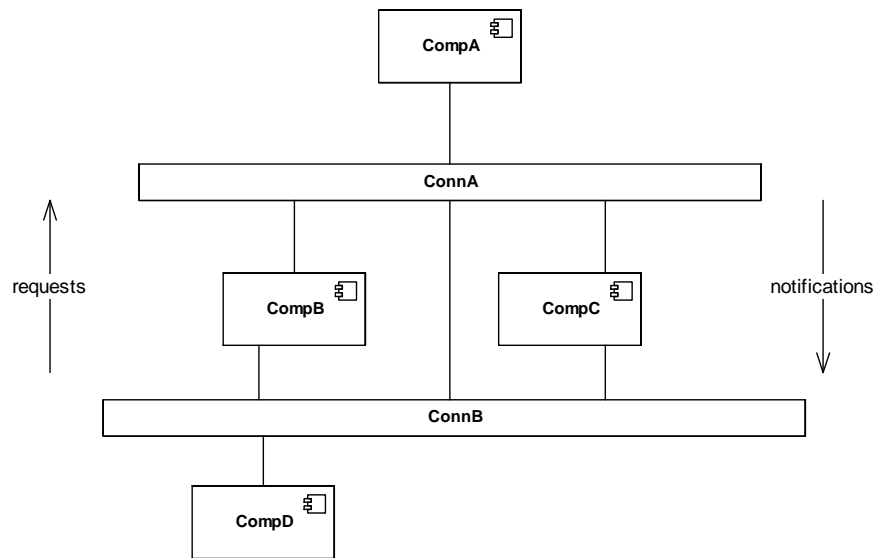 CompA
ConnA
requests
notifications
CompB
CompC
ConnB
CompD